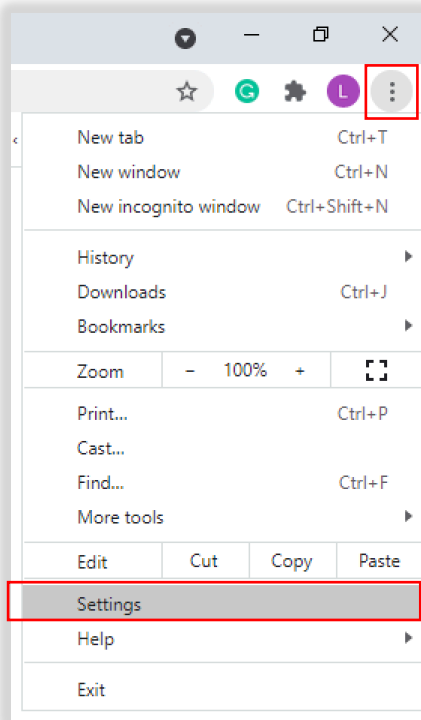 L
New tab Ctrl+T
New window Ctrl+N
New incognito window Ctrl+Shift+N
History
Downloads Ctrl+J
Bookmarks
Zoom - 100% +
Print... Ctrl+P
Cast...
Find... Ctrl+F
More tools
Edit Cut Copy Paste
Settings
Help
Exit